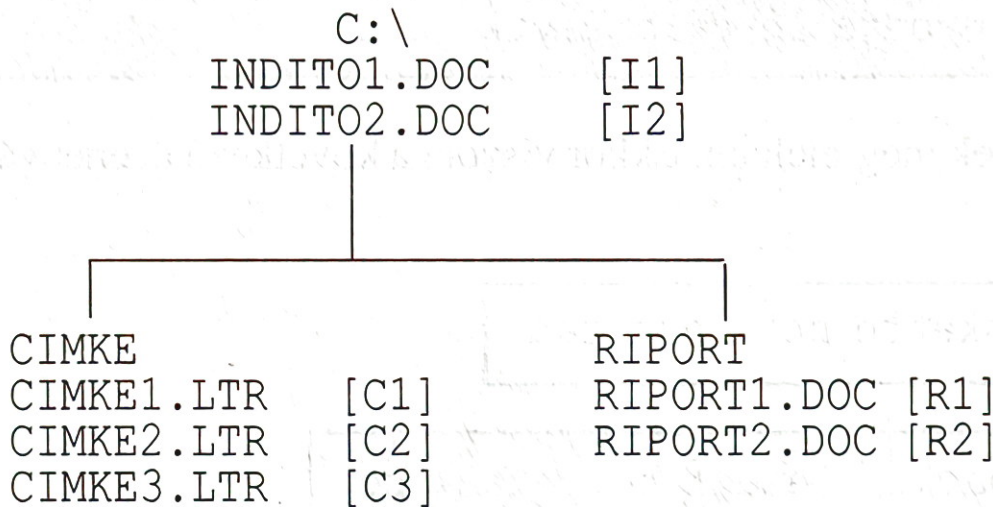 C:\
INDITO1.DOC [I1]
INDITO2.DOC [I2]
CIMKE
CIMKE1.LTR [C1]
CIMKE2.LTR [C2]
CIMKE3.LTR [C3]
RIPORT
RIPORT1.DOC [R1]
RIPORT2.DOC [R2]